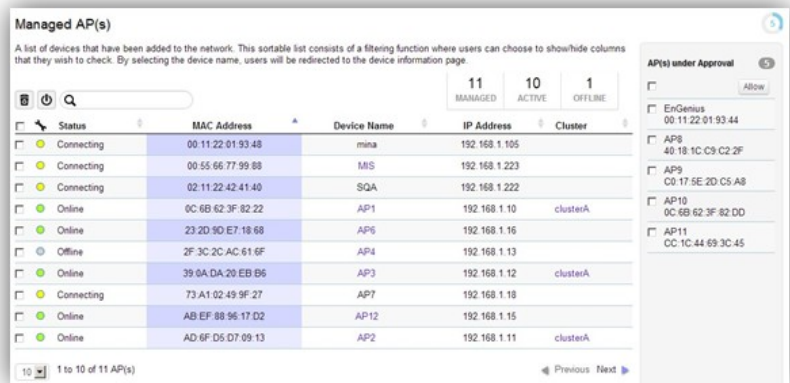 Managed AP(s)
A list of devices that have been added to the network. This sortable list consists of a filtering function where users can choose to show/hide columns
that they wish to check. By selecting the device name, users will be redirected to the device information page.
11 10 1
MANAGED ACTIVE OFFLINE
Status MAC Address Device Name IP Address Cluster
Connecting 00:11:22:01:93:48 mina 192.168.1.105
Connecting 00:55:66:77:99:88 MIS 192.168.1.223
Connecting 02:11:22:42:41:40 SQA 192.168.1.222
Online 0C:6B:62:3F:82:22 AP1 192.168.1.10 clusterA
Online 23:2D:9D:E7:18:68 AP6 192.168.1.16
Offline 2F:3C:2C:AC:61:6F AP4 192.168.1.13
Online 39:0A:DA:20:EB:B6 AP3 192.168.1.12 clusterA
Connecting 73:A1:02:49:9F:27 AP7 192.168.1.18
Online AB:EF:88:96:17:D2 AP12 192.168.1.15
Online AD:6F:D5:D7:09:13 AP2 192.168.1.11 clusterA
10 1 to 10 of 11 AP(s) Previous Next
5
AP(s) under Approval 5
Allow
EnGenius
00:11:22:01:93:44
AP8
40:18:1C:C9:C2:2F
AP9
C0:17:5E:2D:C5:A8
AP10
0C:6B:62:3F:82:DD
AP11
CC:1C:44:69:3C:45